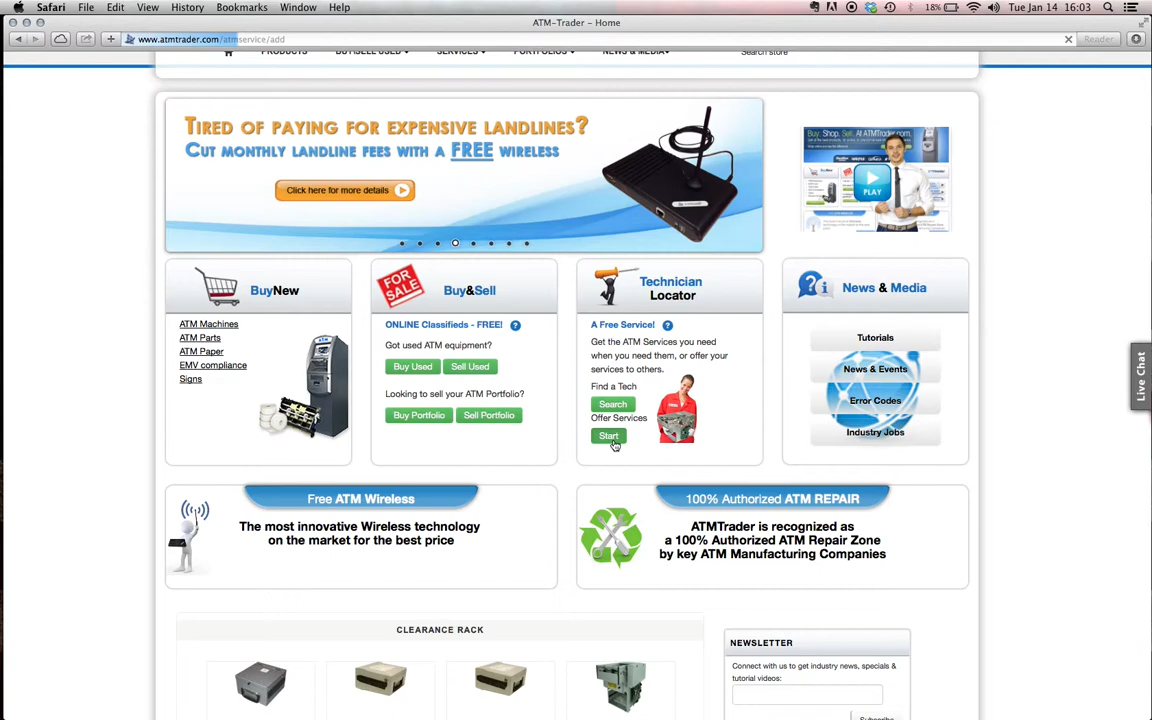 Safari File Edit View History Bookmarks Window Help 18% Tue Jan 14 16:03
ATM-Trader - Home
www.atmtrader.com/atmservice/add Reader
PRODUCTS BUY/SELL USED SERVICES PORTFOLIOS NEWS & MEDIA Search store
TIRED OF PAYING FOR EXPENSIVE LANDLINES?
CUT MONTHLY LANDLINE FEES WITH A FREE WIRELESS
Click here for more details
Buy. Shop. Sell. At ATMTrader.com.
PLAY
BuyNew
ATM Machines
ATM Parts
ATM Paper
EMV compliance
Signs
FOR SALE
Buy&Sell
ONLINE Classifieds - FREE! ?
Got used ATM equipment?
Buy Used Sell Used
Looking to sell your ATM Portfolio?
Buy Portfolio Sell Portfolio
Technician
Locator
A Free Service! ?
Get the ATM Services you need
when you need them, or offer your
services to others.
Find a Tech
Search
Offer Services
Start
News & Media
Tutorials
News & Events
Error Codes
Industry Jobs
Live Chat
Free ATM Wireless
The most innovative Wireless technology
on the market for the best price
100% Authorized ATM REPAIR
ATMTrader is recognized as
a 100% Authorized ATM Repair Zone
by key ATM Manufacturing Companies
CLEARANCE RACK
NEWSLETTER
Connect with us to get industry news, specials &
tutorial videos:
Subscribe